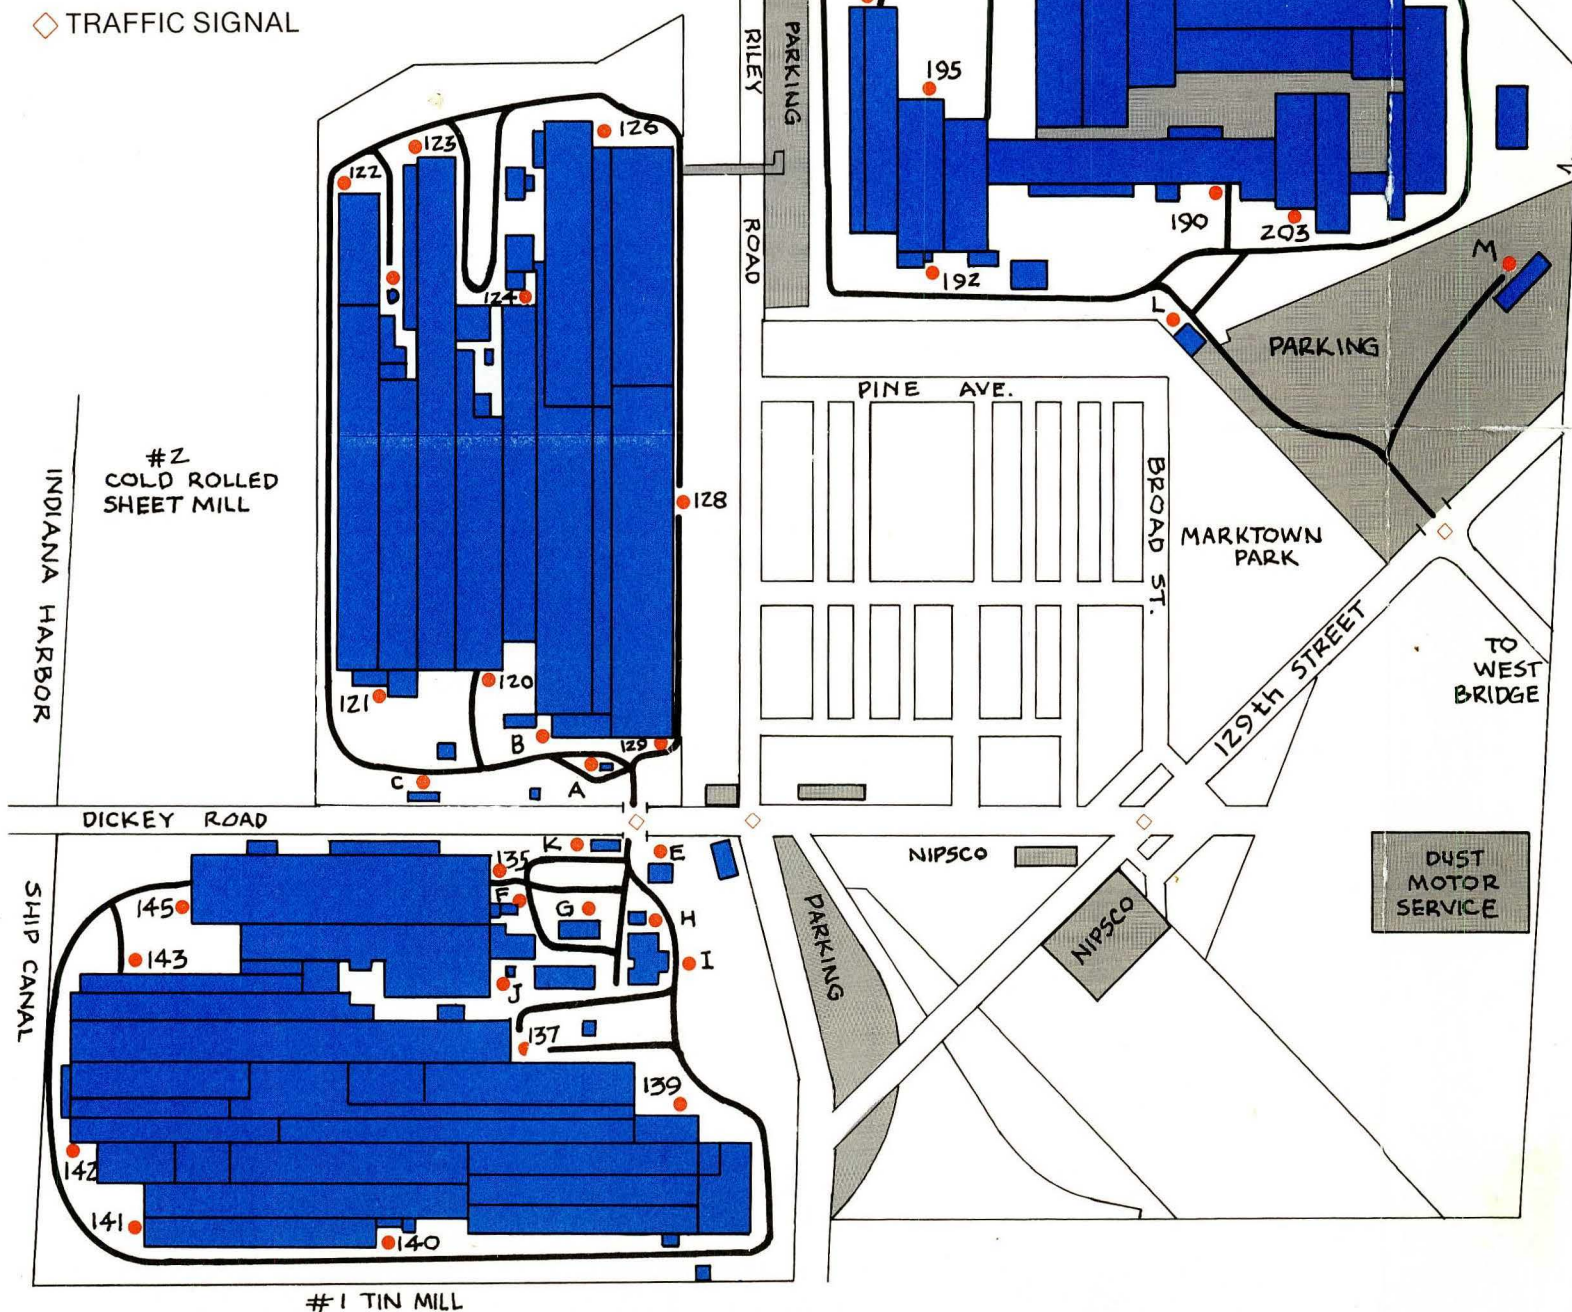 TRAFFIC SIGNAL
RILEY
PARKING
195
126
123
122
ROAD
190
203
M
192
124
L
PARKING
PINE AVE.
#2
COLD ROLLED
SHEET MILL
INDIANA HARBOR
128
BROAD ST.
MARKTOWN
PARK
129th STREET
TO
WEST
BRIDGE
120
121
B
129
C
A
DICKEY ROAD
K
E
NIPSCO
DUST
MOTOR
SERVICE
135
F
G
H
145
SHIP CANAL
PARKING
NIPSCO
143
I
J
137
139
142
141
140
#1 TIN MILL